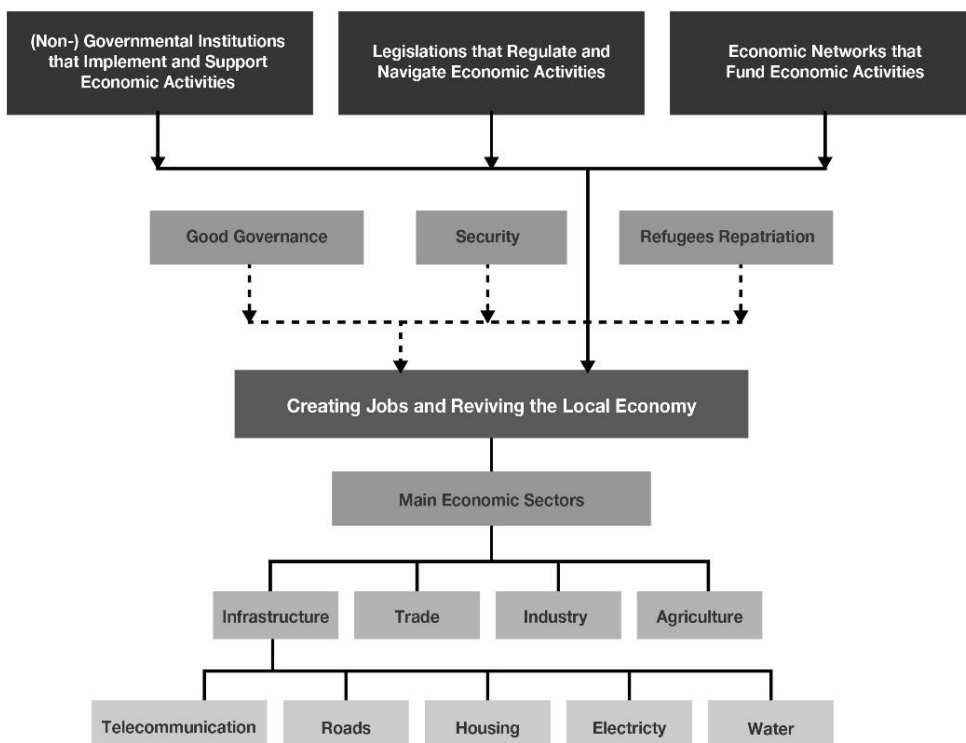 (Non-) Governmental Institutions
that Implement and Support
Economic Activities
Legislations that Regulate and
Navigate Economic Activities
Economic Networks that
Fund Economic Activities
Good Governance
Security
Refugees Repatriation
Creating Jobs and Reviving the Local Economy
Main Economic Sectors
Infrastructure
Trade
Industry
Agriculture
Telecommunication
Roads
Housing
Electricty
Water